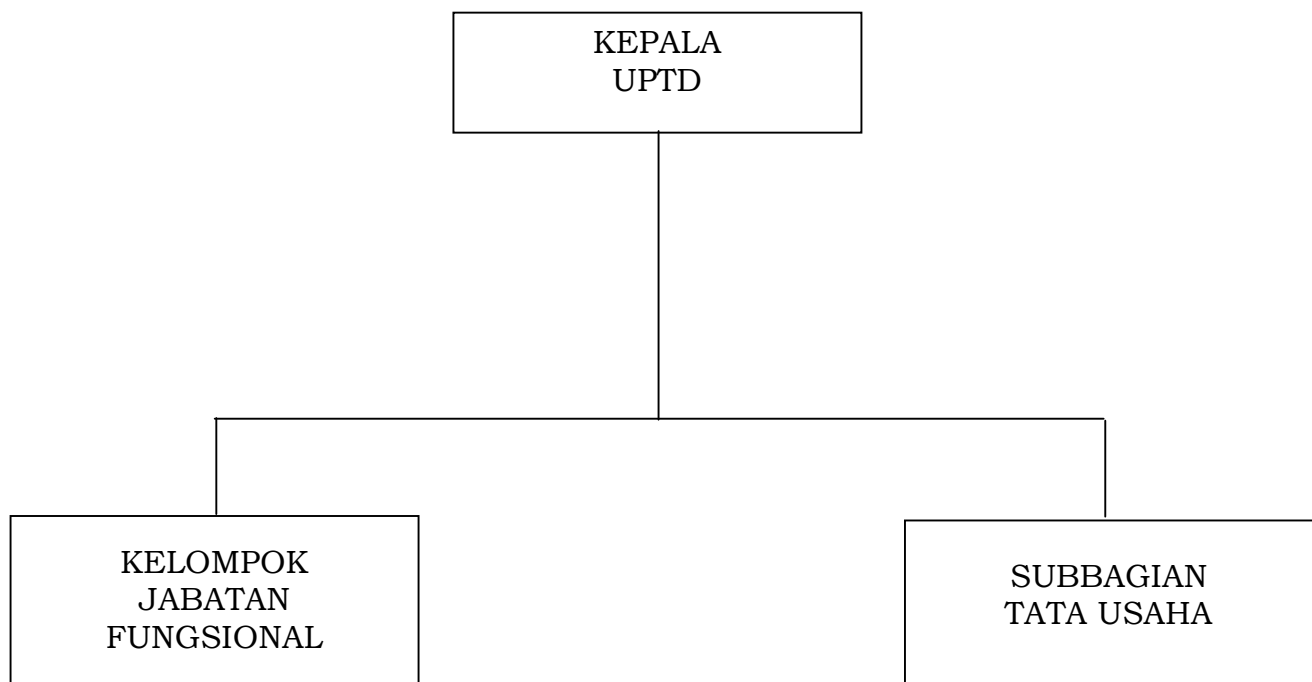 KEPALA
UPTD
KELOMPOK
JABATAN
FUNGSIONAL
SUBBAGIAN
TATA USAHA